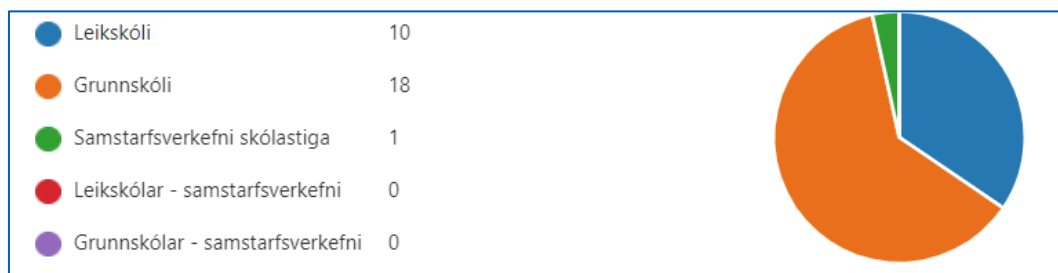 Leikskóli 10
Grunnskóli 18
Samstarfsverkefni skólastiga 1
Leikskólar - samstarfsverkefni 0
Grunnskólar - samstarfsverkefni 0